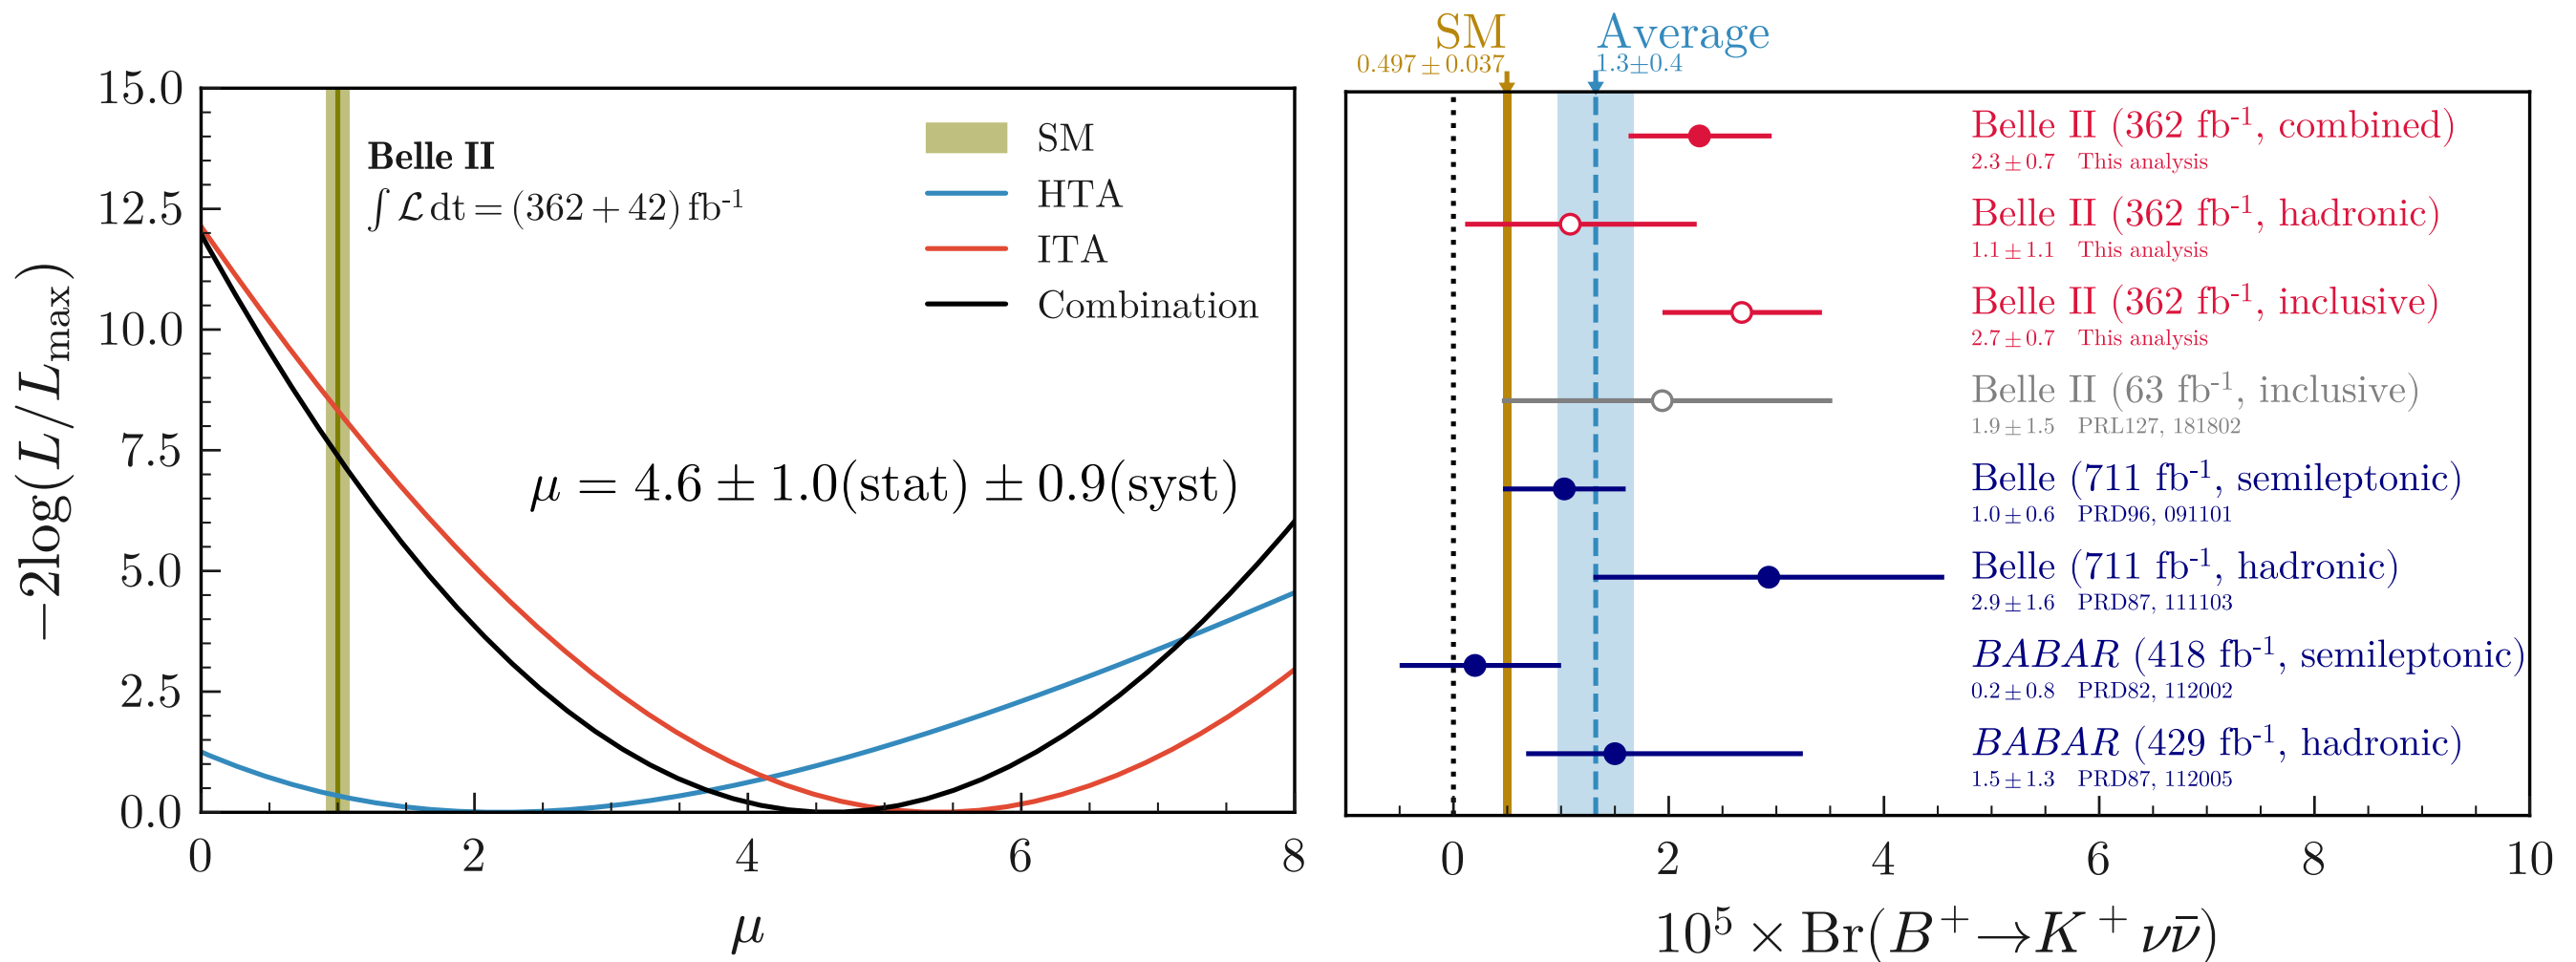 15.0
12.5
10.0
7.5
5.0
2.5
0.0
−2log(L/L_max)
0 2 4 6 8
μ
Belle II
∫ ℒ dt = (362 + 42) fb⁻¹
SM
HTA
ITA
Combination
μ = 4.6 ± 1.0(stat) ± 0.9(syst)
SM
0.497 ± 0.037
Average
1.3±0.4
Belle II (362 fb⁻¹, combined)
2.3 ± 0.7 This analysis
Belle II (362 fb⁻¹, hadronic)
1.1 ± 1.1 This analysis
Belle II (362 fb⁻¹, inclusive)
2.7 ± 0.7 This analysis
Belle II (63 fb⁻¹, inclusive)
1.9 ± 1.5 PRL127, 181802
Belle (711 fb⁻¹, semileptonic)
1.0 ± 0.6 PRD96, 091101
Belle (711 fb⁻¹, hadronic)
2.9 ± 1.6 PRD87, 111103
BABAR (418 fb⁻¹, semileptonic)
0.2 ± 0.8 PRD82, 112002
BABAR (429 fb⁻¹, hadronic)
1.5 ± 1.3 PRD87, 112005
0 2 4 6 8 10
10⁵ × Br(B⁺→K⁺νν̄)